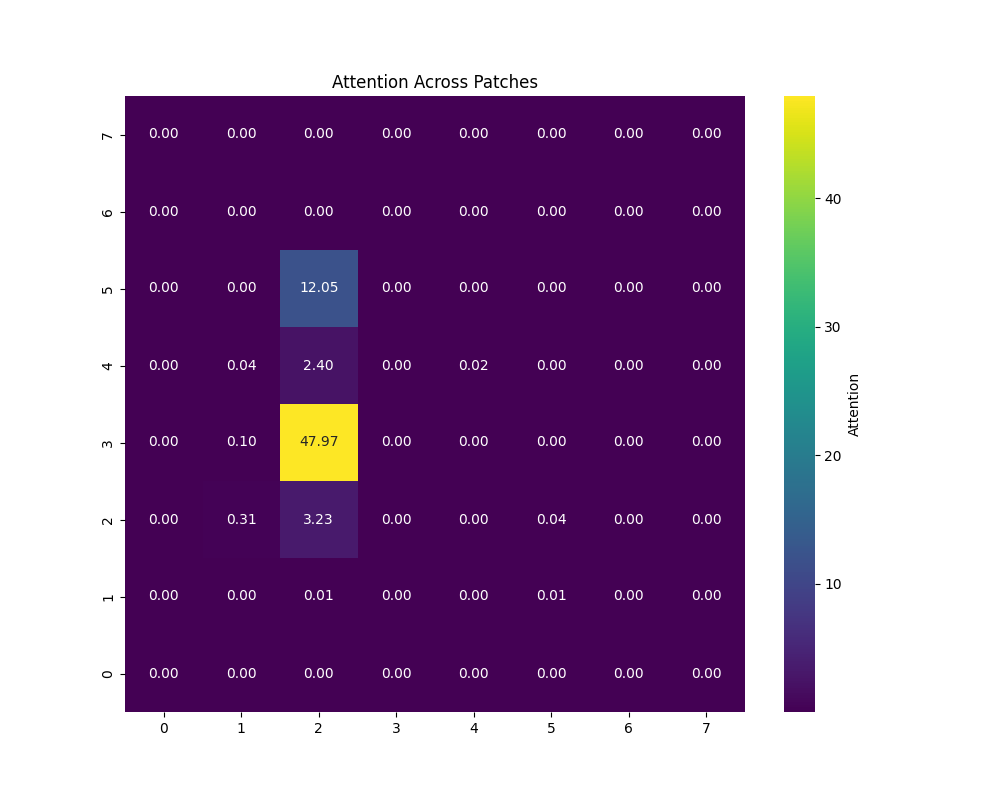 Attention Across Patches
7 0.00 0.00 0.00 0.00 0.00 0.00 0.00 0.00
6 0.00 0.00 0.00 0.00 0.00 0.00 0.00 0.00
5 0.00 0.00 12.05 0.00 0.00 0.00 0.00 0.00
4 0.00 0.04 2.40 0.00 0.02 0.00 0.00 0.00
3 0.00 0.10 47.97 0.00 0.00 0.00 0.00 0.00
2 0.00 0.31 3.23 0.00 0.00 0.04 0.00 0.00
1 0.00 0.00 0.01 0.00 0.00 0.01 0.00 0.00
0 0.00 0.00 0.00 0.00 0.00 0.00 0.00 0.00
0 1 2 3 4 5 6 7
40
30
20
10
Attention